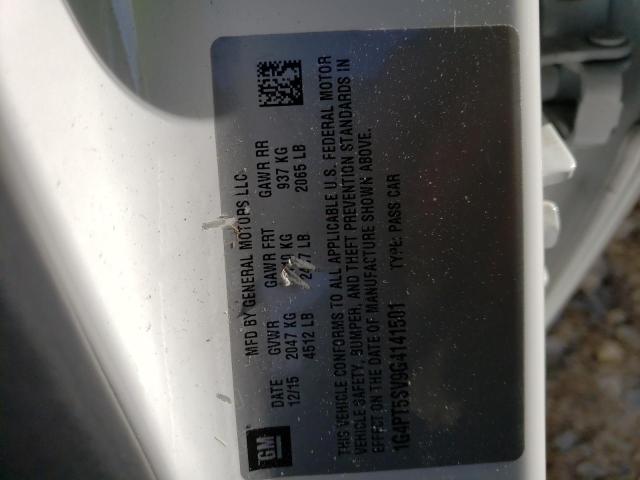 MFD BY GENERAL MOTORS LLC
DATE GVWR GAWR FRT GAWR RR
12/15 2047 KG KG 937 KG
4512 LB LB 2065 LB
THIS VEHICLE CONFORMS TO ALL APPLICABLE U.S. FEDERAL MOTOR
VEHICLE SAFETY, BUMPER, AND THEFT PREVENTION STANDARDS IN
EFFECT ON THE DATE OF MANUFACTURE SHOWN ABOVE.
1G4PT5SV9G4141501 TYPE: PASS CAR
GM